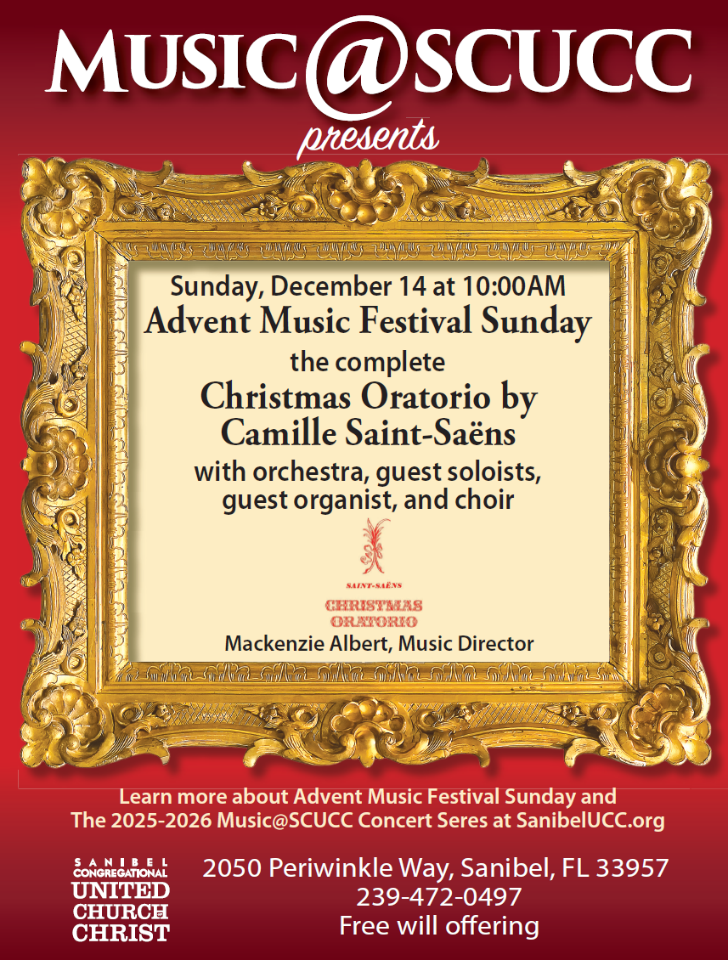 MUSIC@SCUCC
presents
Sunday, December 14 at 10:00AM
Advent Music Festival Sunday
the complete
Christmas Oratorio by
Camille Saint-Saëns
with orchestra, guest soloists,
guest organist, and choir
SAINT-SAËNS
CHRISTMAS
ORATORIO
Mackenzie Albert, Music Director
Learn more about Advent Music Festival Sunday and
The 2025-2026 Music@SCUCC Concert Seres at SanibelUCC.org
SANIBEL
CONGREGATIONAL
UNITED
CHURCH OF
CHRIST
2050 Periwinkle Way, Sanibel, FL 33957
239-472-0497
Free will offering